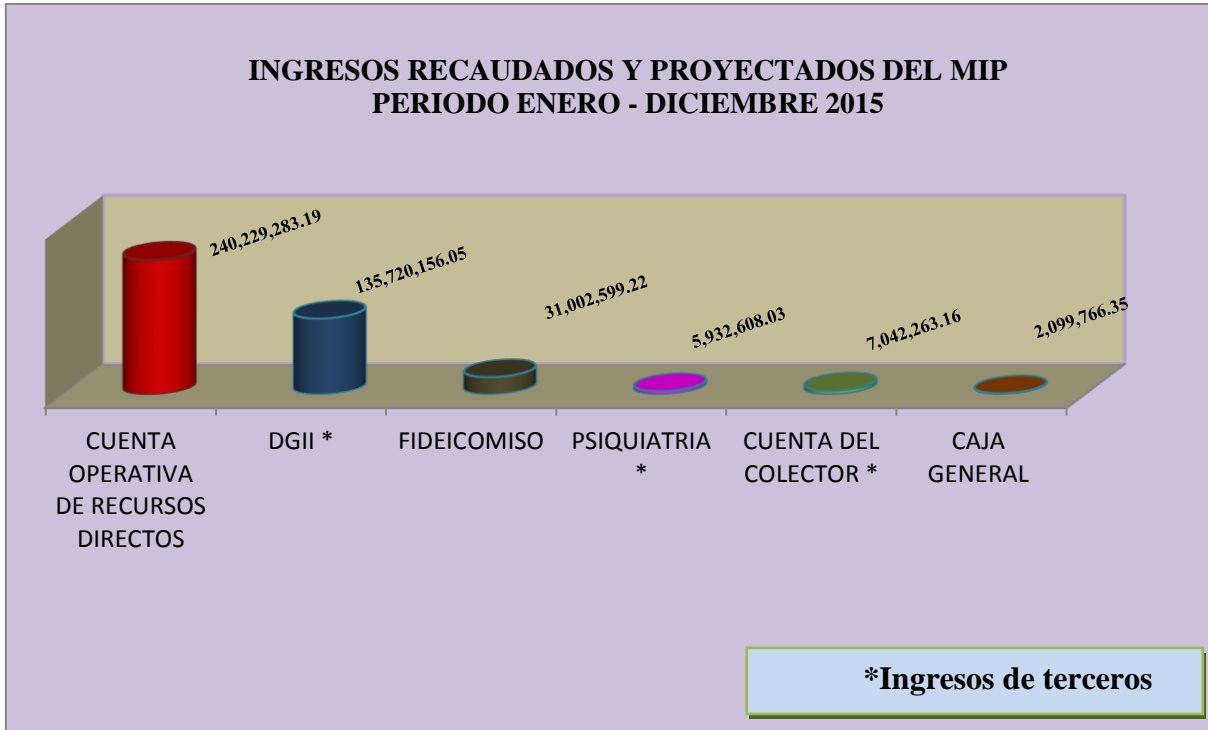 INGRESOS RECAUDADOS Y PROYECTADOS DEL MIP
PERIODO ENERO - DICIEMBRE 2015
240,229,283.19
135,720,156.05
31,002,599.22
5,932,608.03
7,042,263.16
2,099,766.35
CUENTA
OPERATIVA
DE RECURSOS
DIRECTOS
DGII *
FIDEICOMISO
PSIQUIATRIA
*
CUENTA DEL
COLECTOR *
CAJA
GENERAL
*Ingresos de terceros